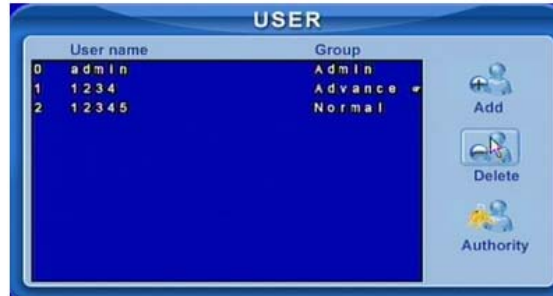 USER
User name Group
0 admin Admin
1 1234 Advance
2 12345 Normal
Add
Delete
Authority